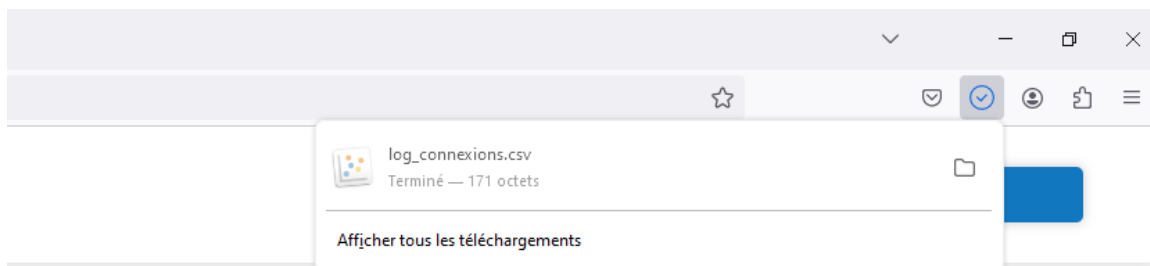 log_connexions.csv
Terminé — 171 octets
Afficher tous les téléchargements